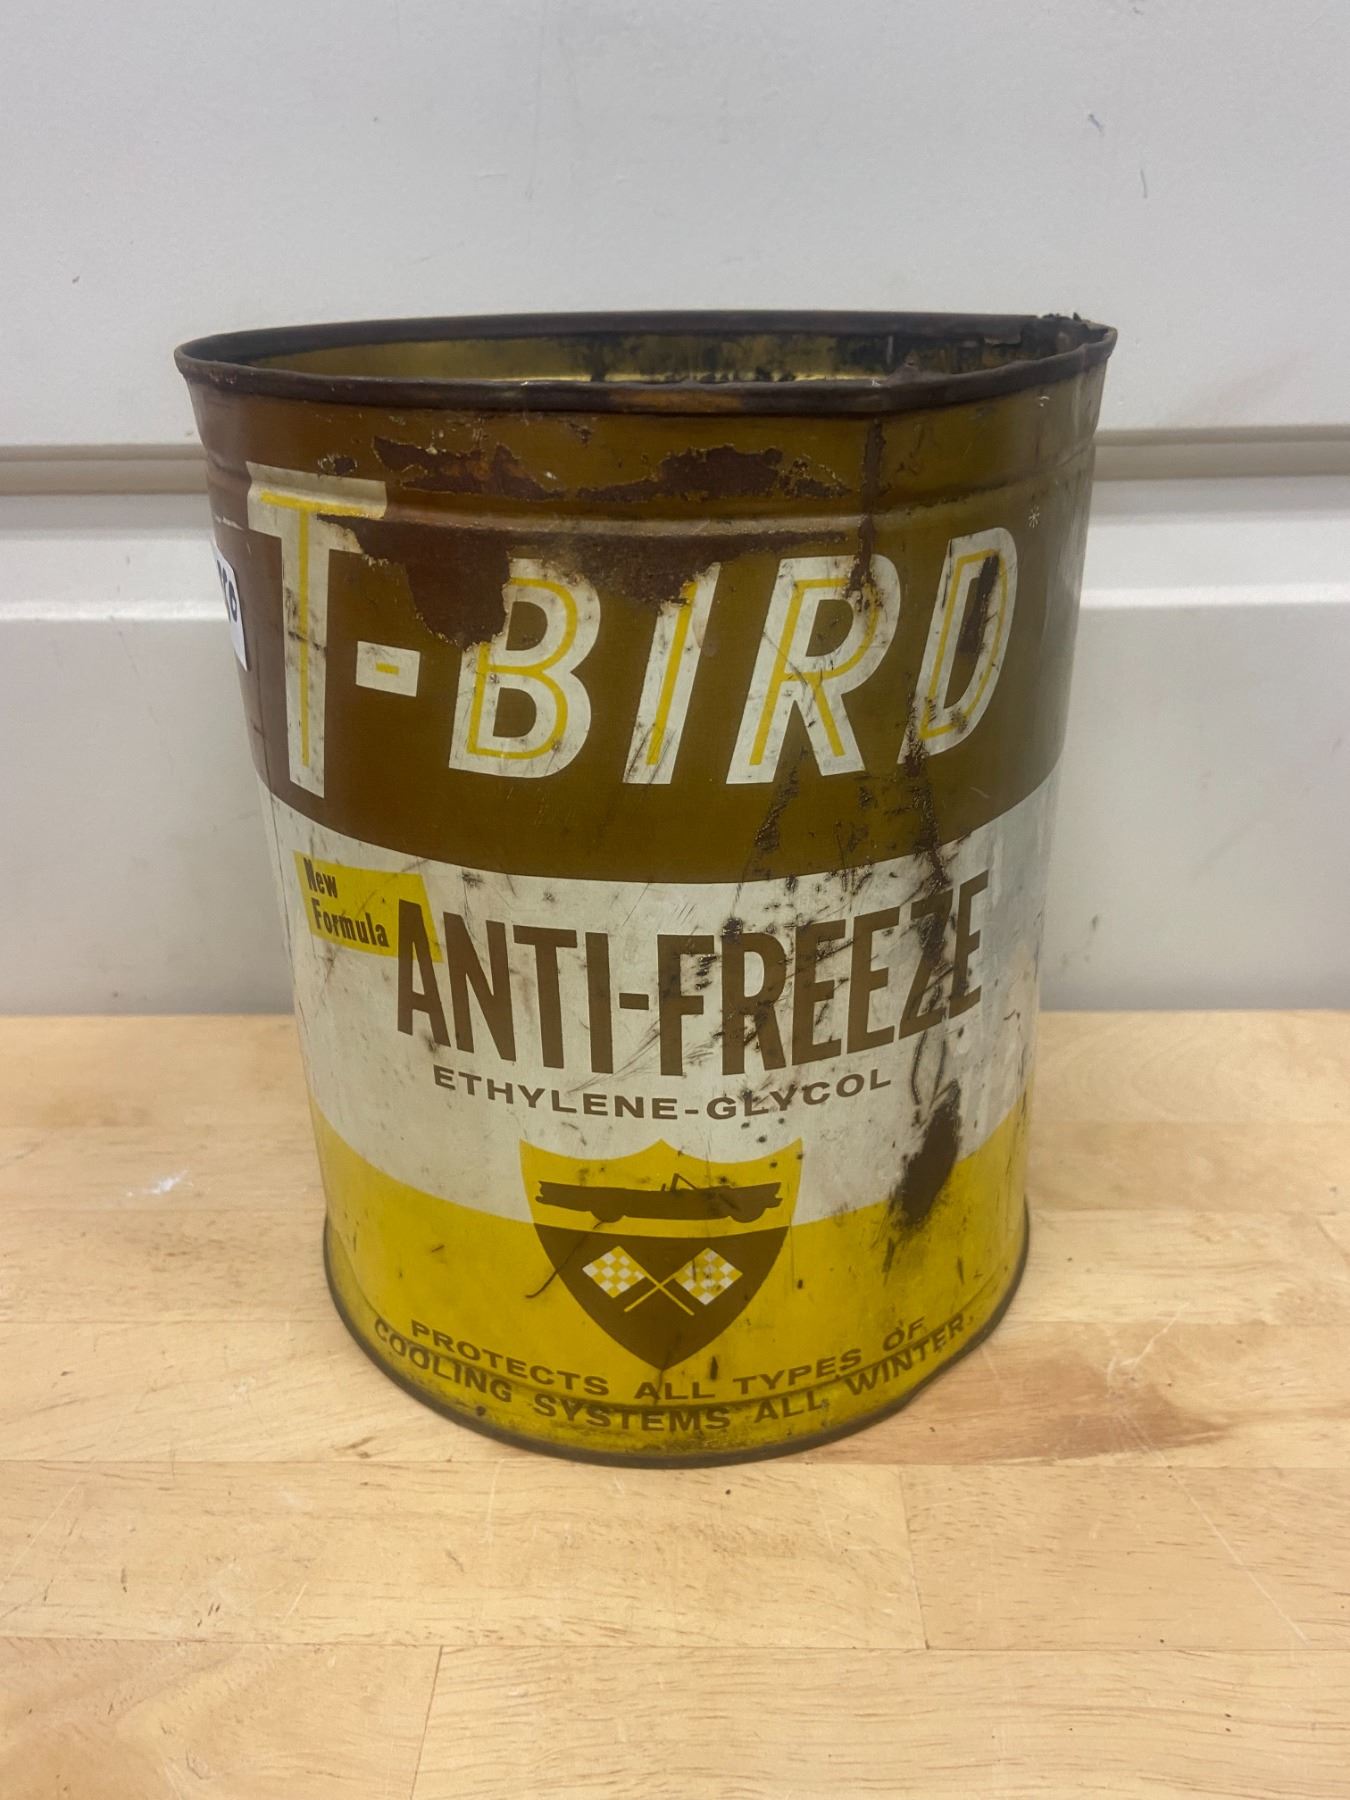 T-BIRD*
New
Formula
ANTI-FREEZE
ETHYLENE-GLYCOL
PROTECTS ALL TYPES OF
COOLING SYSTEMS ALL WINTER.